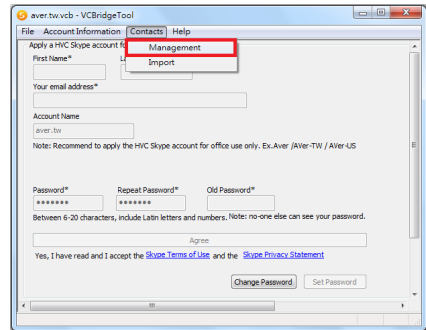 aver.tw.vcb - VCBridgeTool
File Account Information Contacts Help
Management
Import
Apply a HVC Skype account fo
First Name* La
Your email address*
Account Name
aver.tw
Note: Recommend to apply the HVC Skype account for office use only. Ex.Aver /AVer-TW / AVer-US
Password* Repeat Password* Old Password*
******* *******
Between 6-20 characters, include Latin letters and numbers. Note: no-one else can see your password.
Agree
Yes, I have read and I accept the Skype Terms of Use and the Skype Privacy Statement
Change Password Set Password